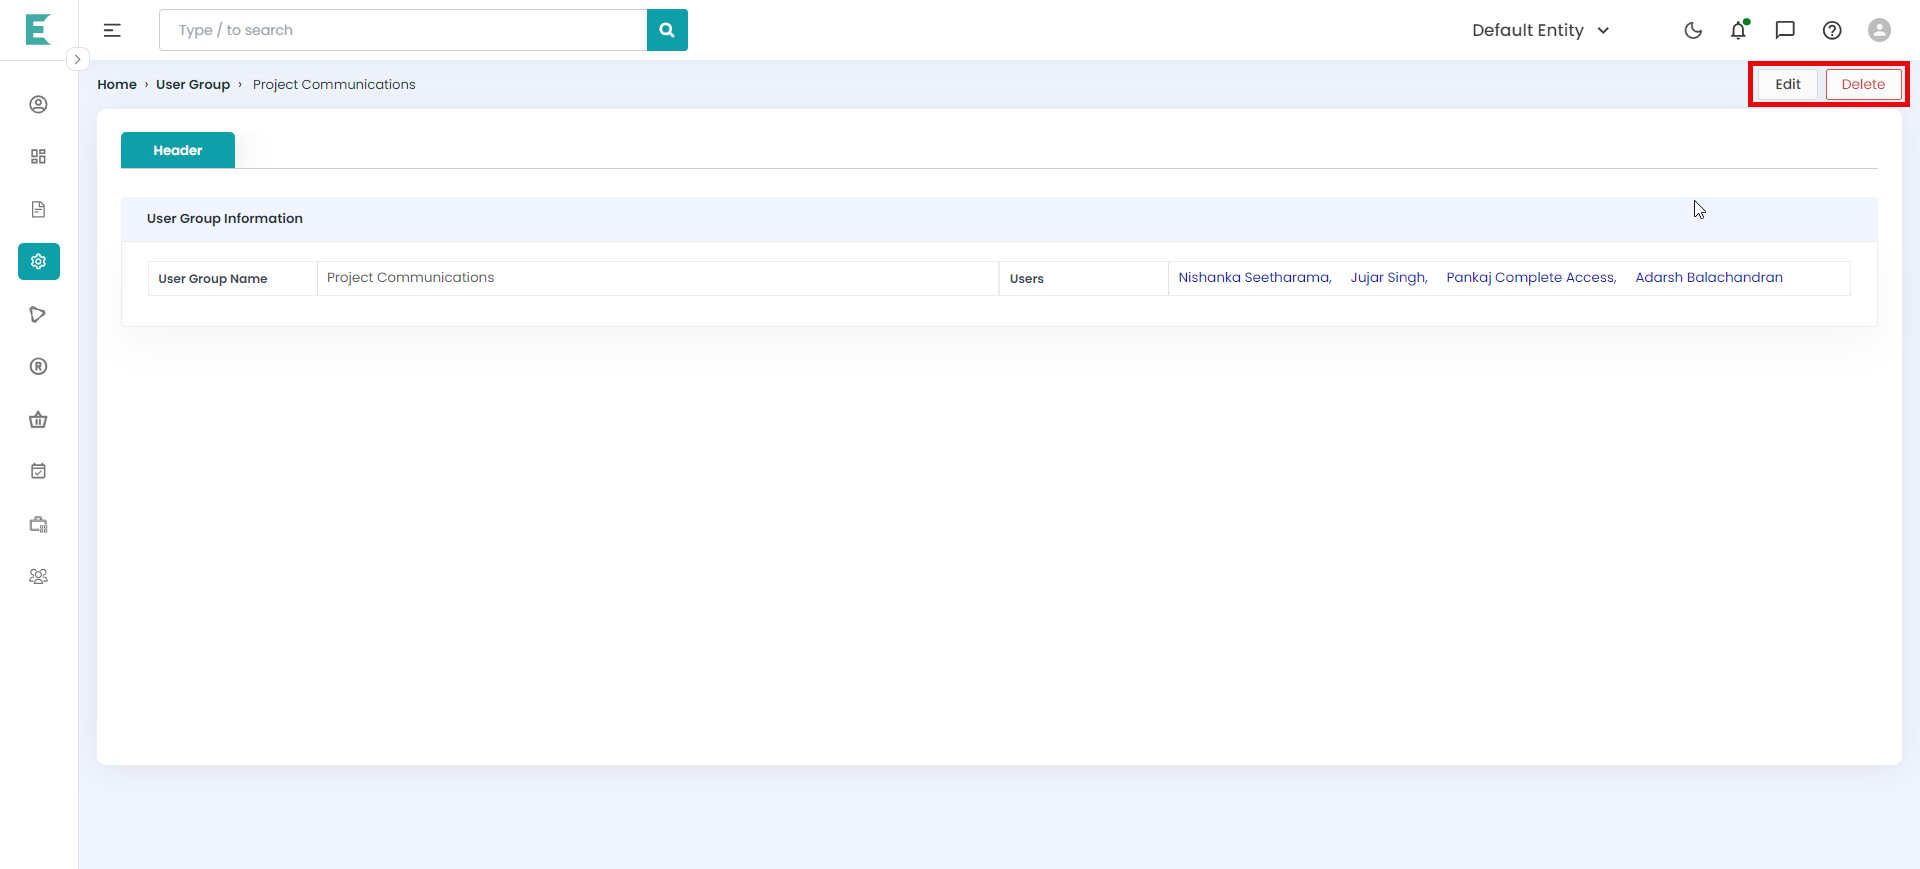 Type / to search
Default Entity
Home › User Group › Project Communications
Edit Delete
Header
User Group Information
User Group Name Project Communications Users Nishanka Seetharama, Jujar Singh, Pankaj Complete Access, Adarsh Balachandran